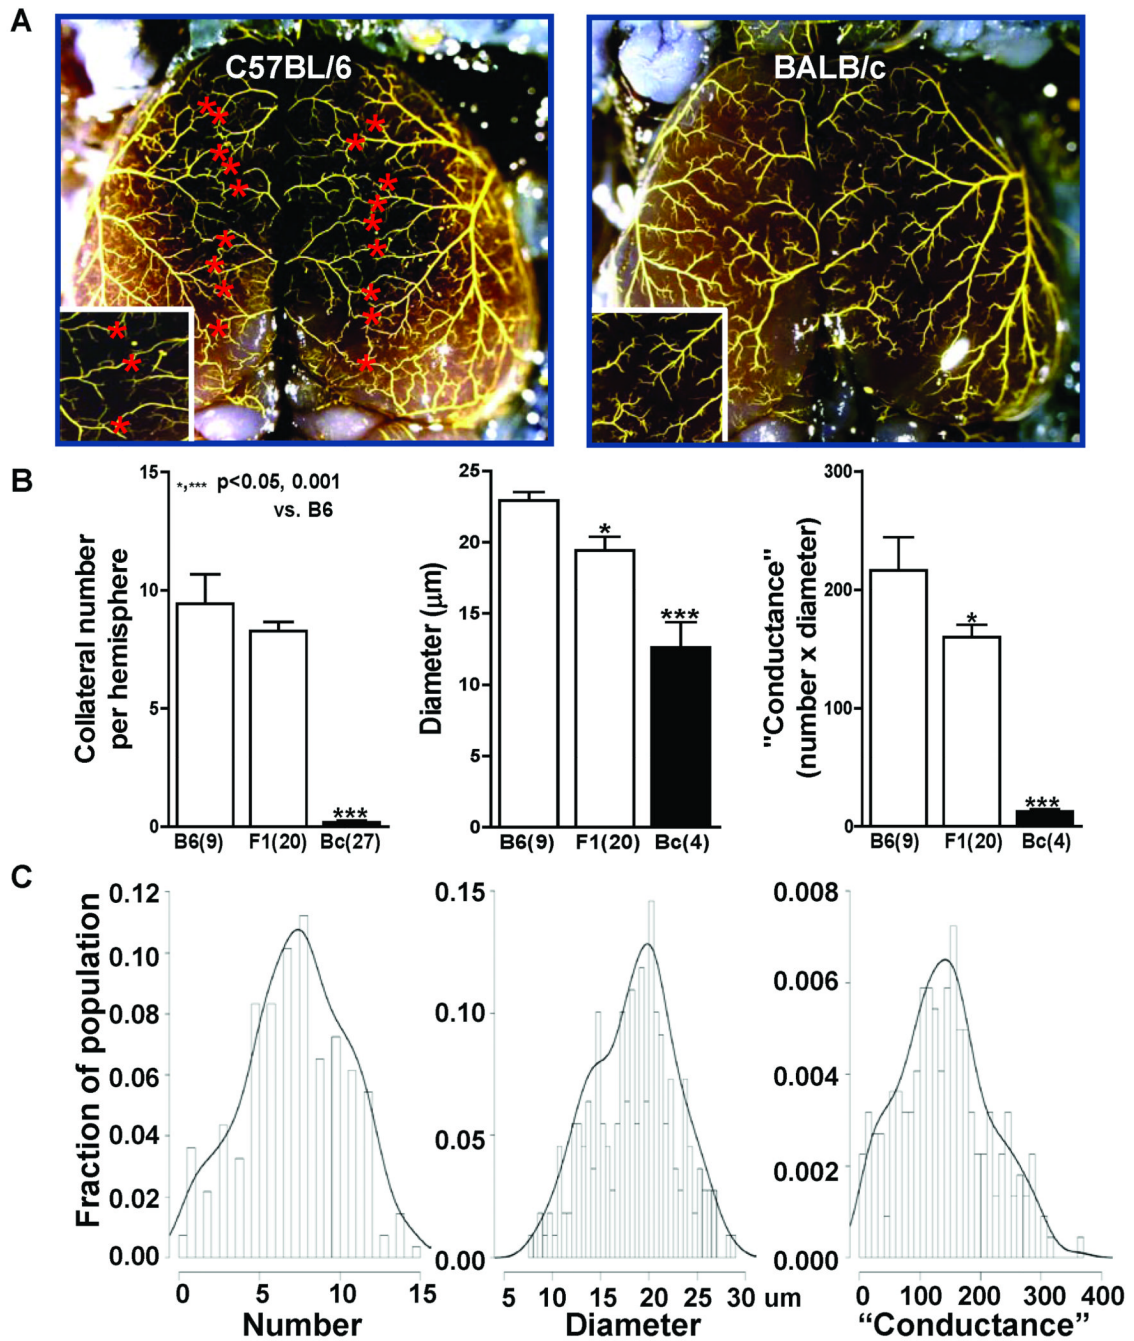 A
C57BL/6
BALB/c
* * * * * * * * * * * * * * * * * *
* * *
B
15
10
5
0
Collateral number
per hemisphere
*,*** p<0.05, 0.001
vs. B6
***
B6(9) F1(20) Bc(27)
25
20
15
10
5
0
Diameter (μm)
*
***
B6(9) F1(20) Bc(4)
300
200
100
0
"Conductance"
(number x diameter)
*
***
B6(9) F1(20) Bc(4)
C
Fraction of population
0.12
0.10
0.08
0.06
0.04
0.02
0.00
0 5 10 15
Number
0.15
0.10
0.05
0.00
5 10 15 20 25 30 um
Diameter
0.008
0.006
0.004
0.002
0.000
0 100 200 300 400
“Conductance”